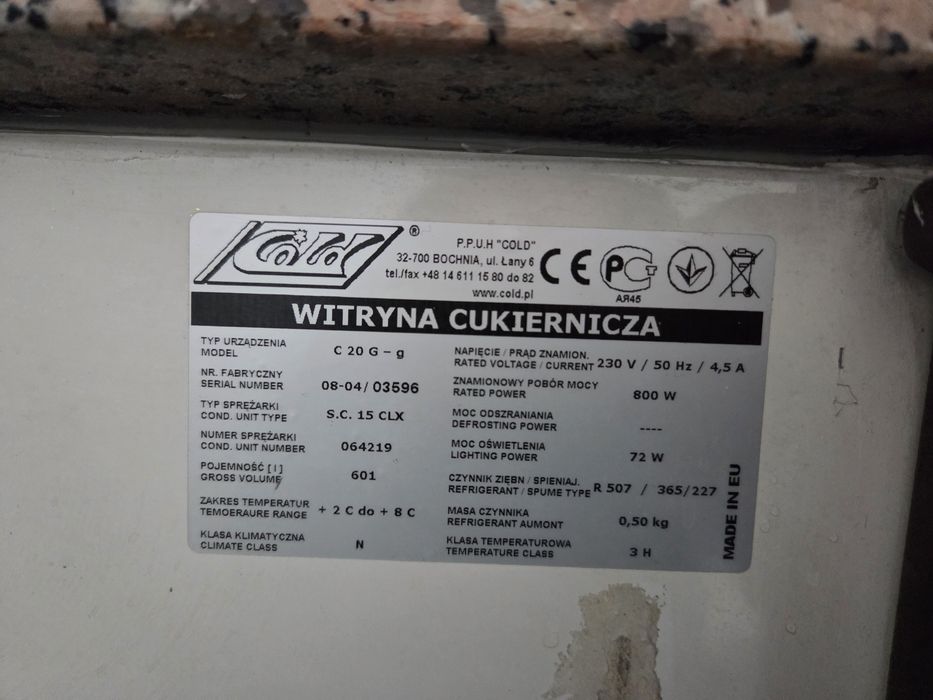 Cold ®
P.P.U.H "COLD"
32-700 BOCHNIA, ul. Łany 6
tel./fax +48 14 611 15 80 do 82
www.cold.pl
CE
РСТ
АЯ45
WITRYNA CUKIERNICZA
TYP URZĄDZENIA
MODEL C 20 G – g
NR. FABRYCZNY
SERIAL NUMBER 08-04/ 03596
TYP SPRĘŻARKI
COND. UNIT TYPE S.C. 15 CLX
NUMER SPRĘŻARKI
COND. UNIT NUMBER 064219
POJEMNOŚĆ [l]
GROSS VOLUME 601
ZAKRES TEMPERATUR
TEMOERAURE RANGE + 2 C do + 8 C
KLASA KLIMATYCZNA
CLIMATE CLASS N
NAPIĘCIE / PRĄD ZNAMION.
RATED VOLTAGE / CURRENT 230 V / 50 Hz / 4,5 A
ZNAMIONOWY POBÓR MOCY
RATED POWER 800 W
MOC ODSZRANIANIA
DEFROSTING POWER ----
MOC OŚWIETLENIA
LIGHTING POWER 72 W
CZYNNIK ZIĘBN / SPIENIAJ.
REFRIGERANT / SPUME TYPE R 507 / 365/227
MASA CZYNNIKA
REFRIGERANT AUMONT 0,50 kg
KLASA TEMPERATUROWA
TEMPERATURE CLASS 3 H
MADE IN EU